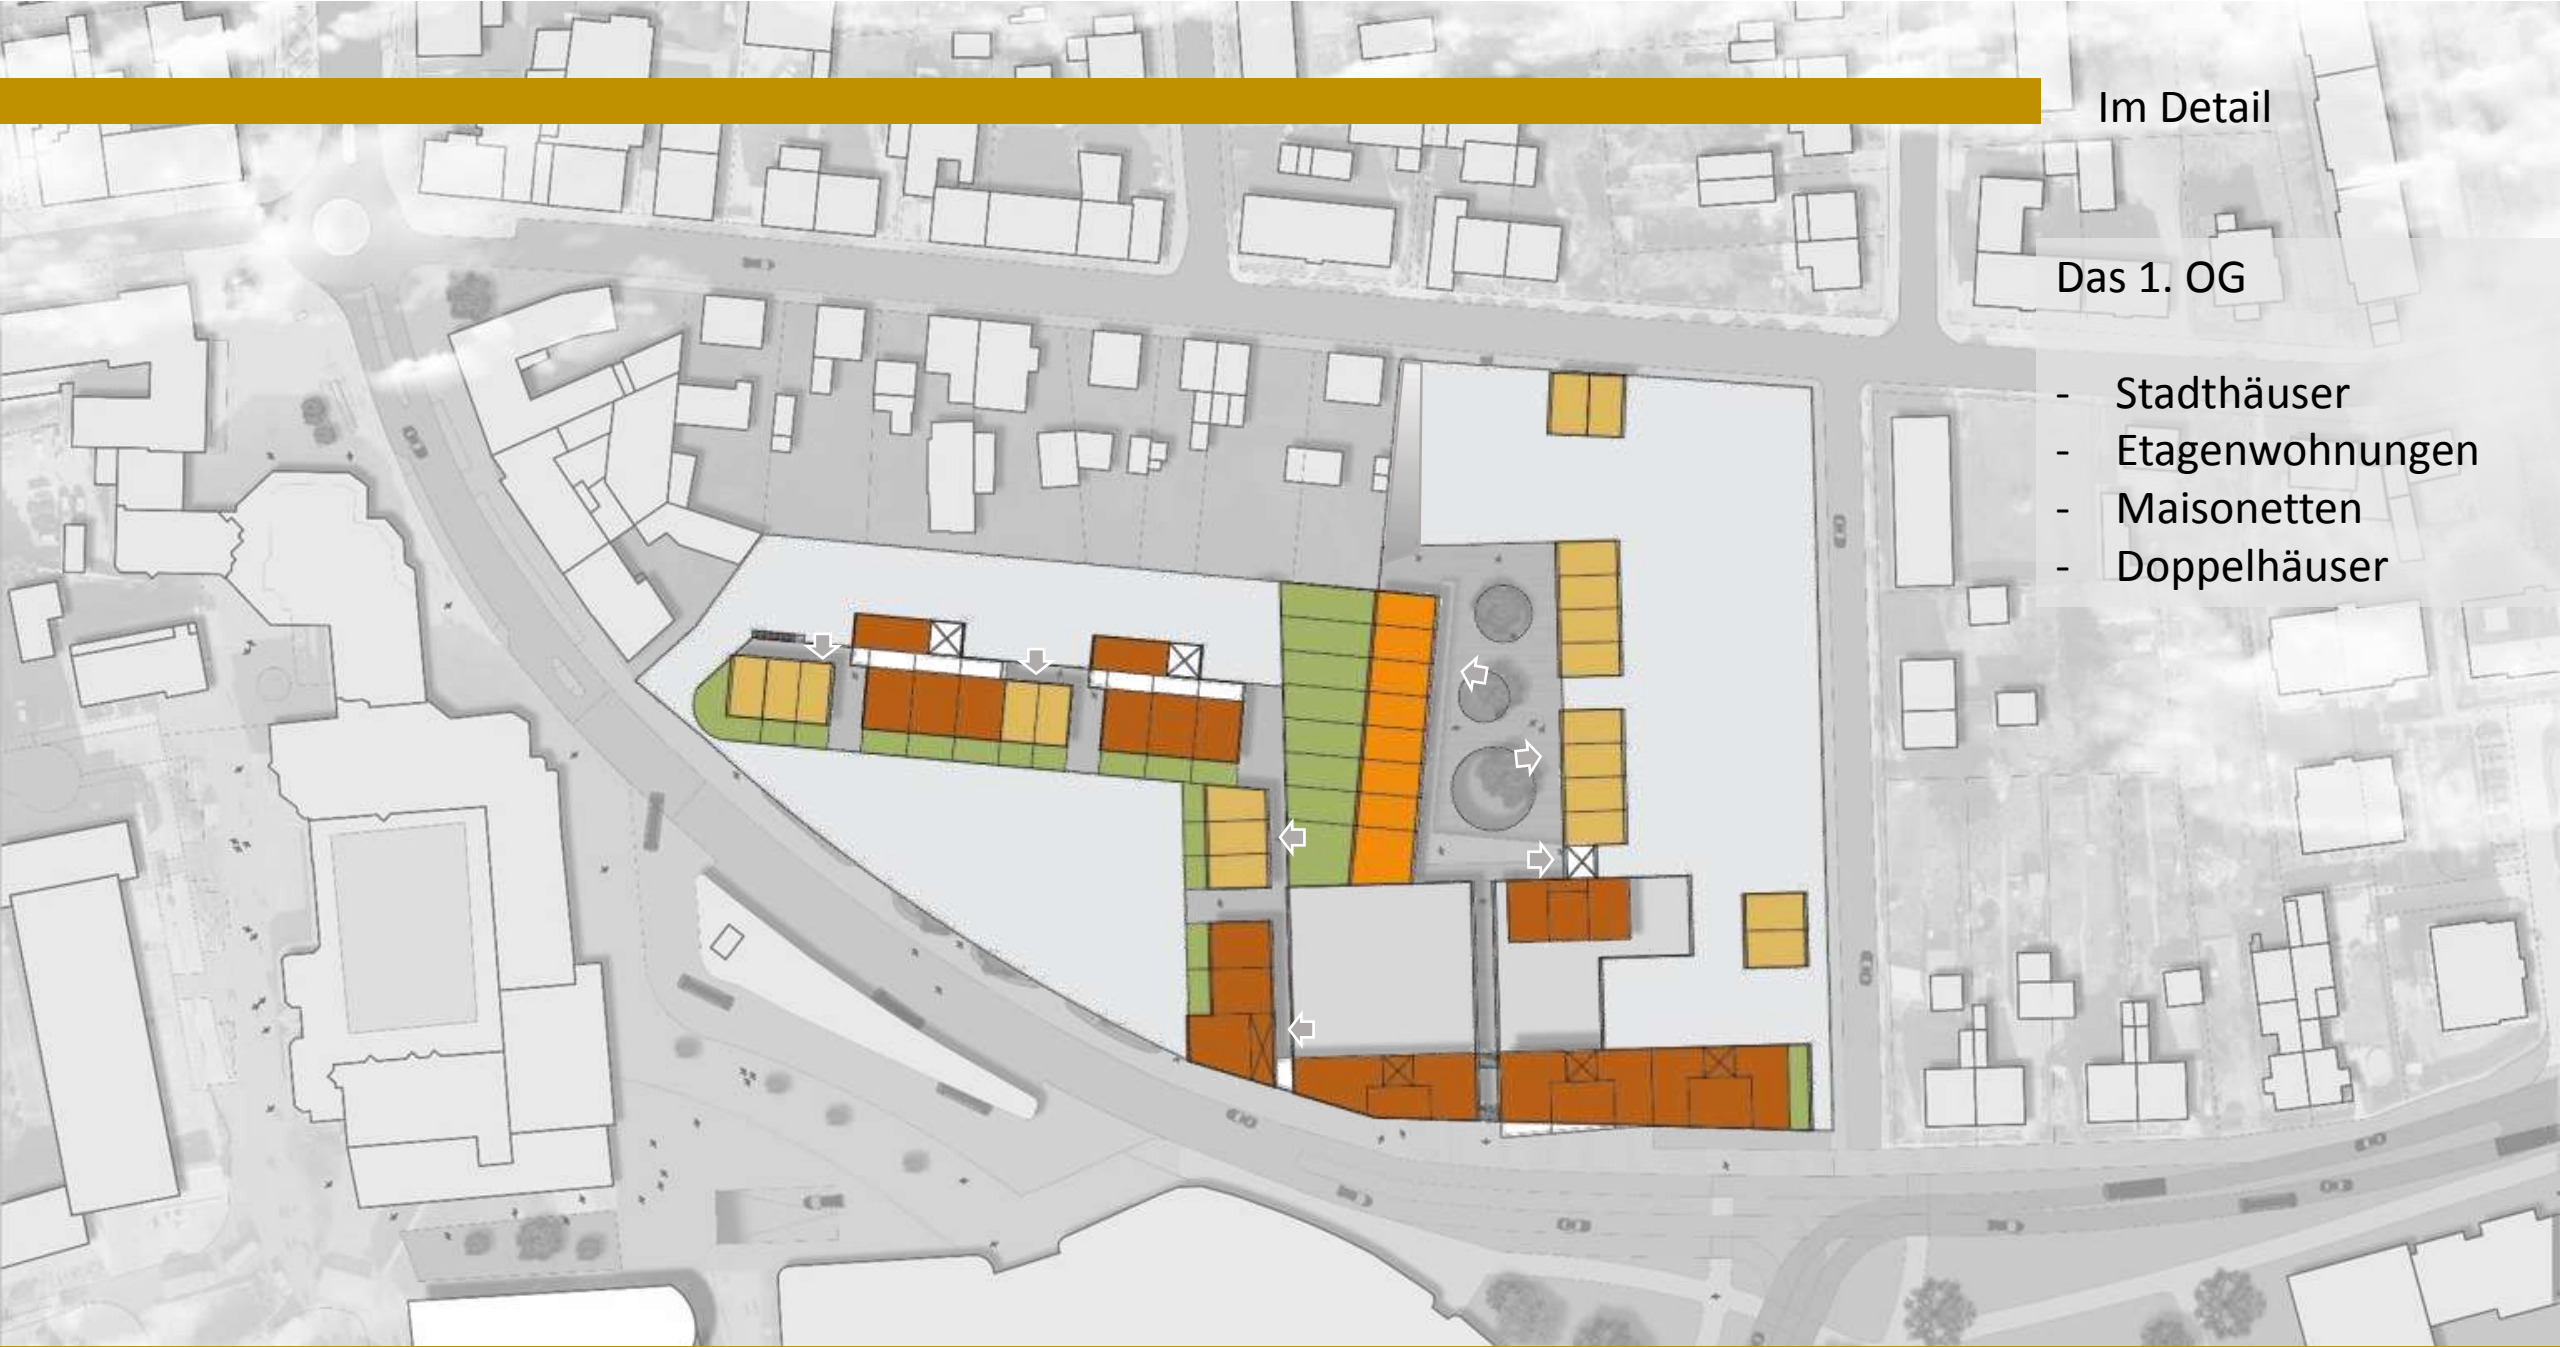 Im Detail
Das 1. OG
- Stadthäuser
- Etagenwohnungen
- Maisonetten
- Doppelhäuser